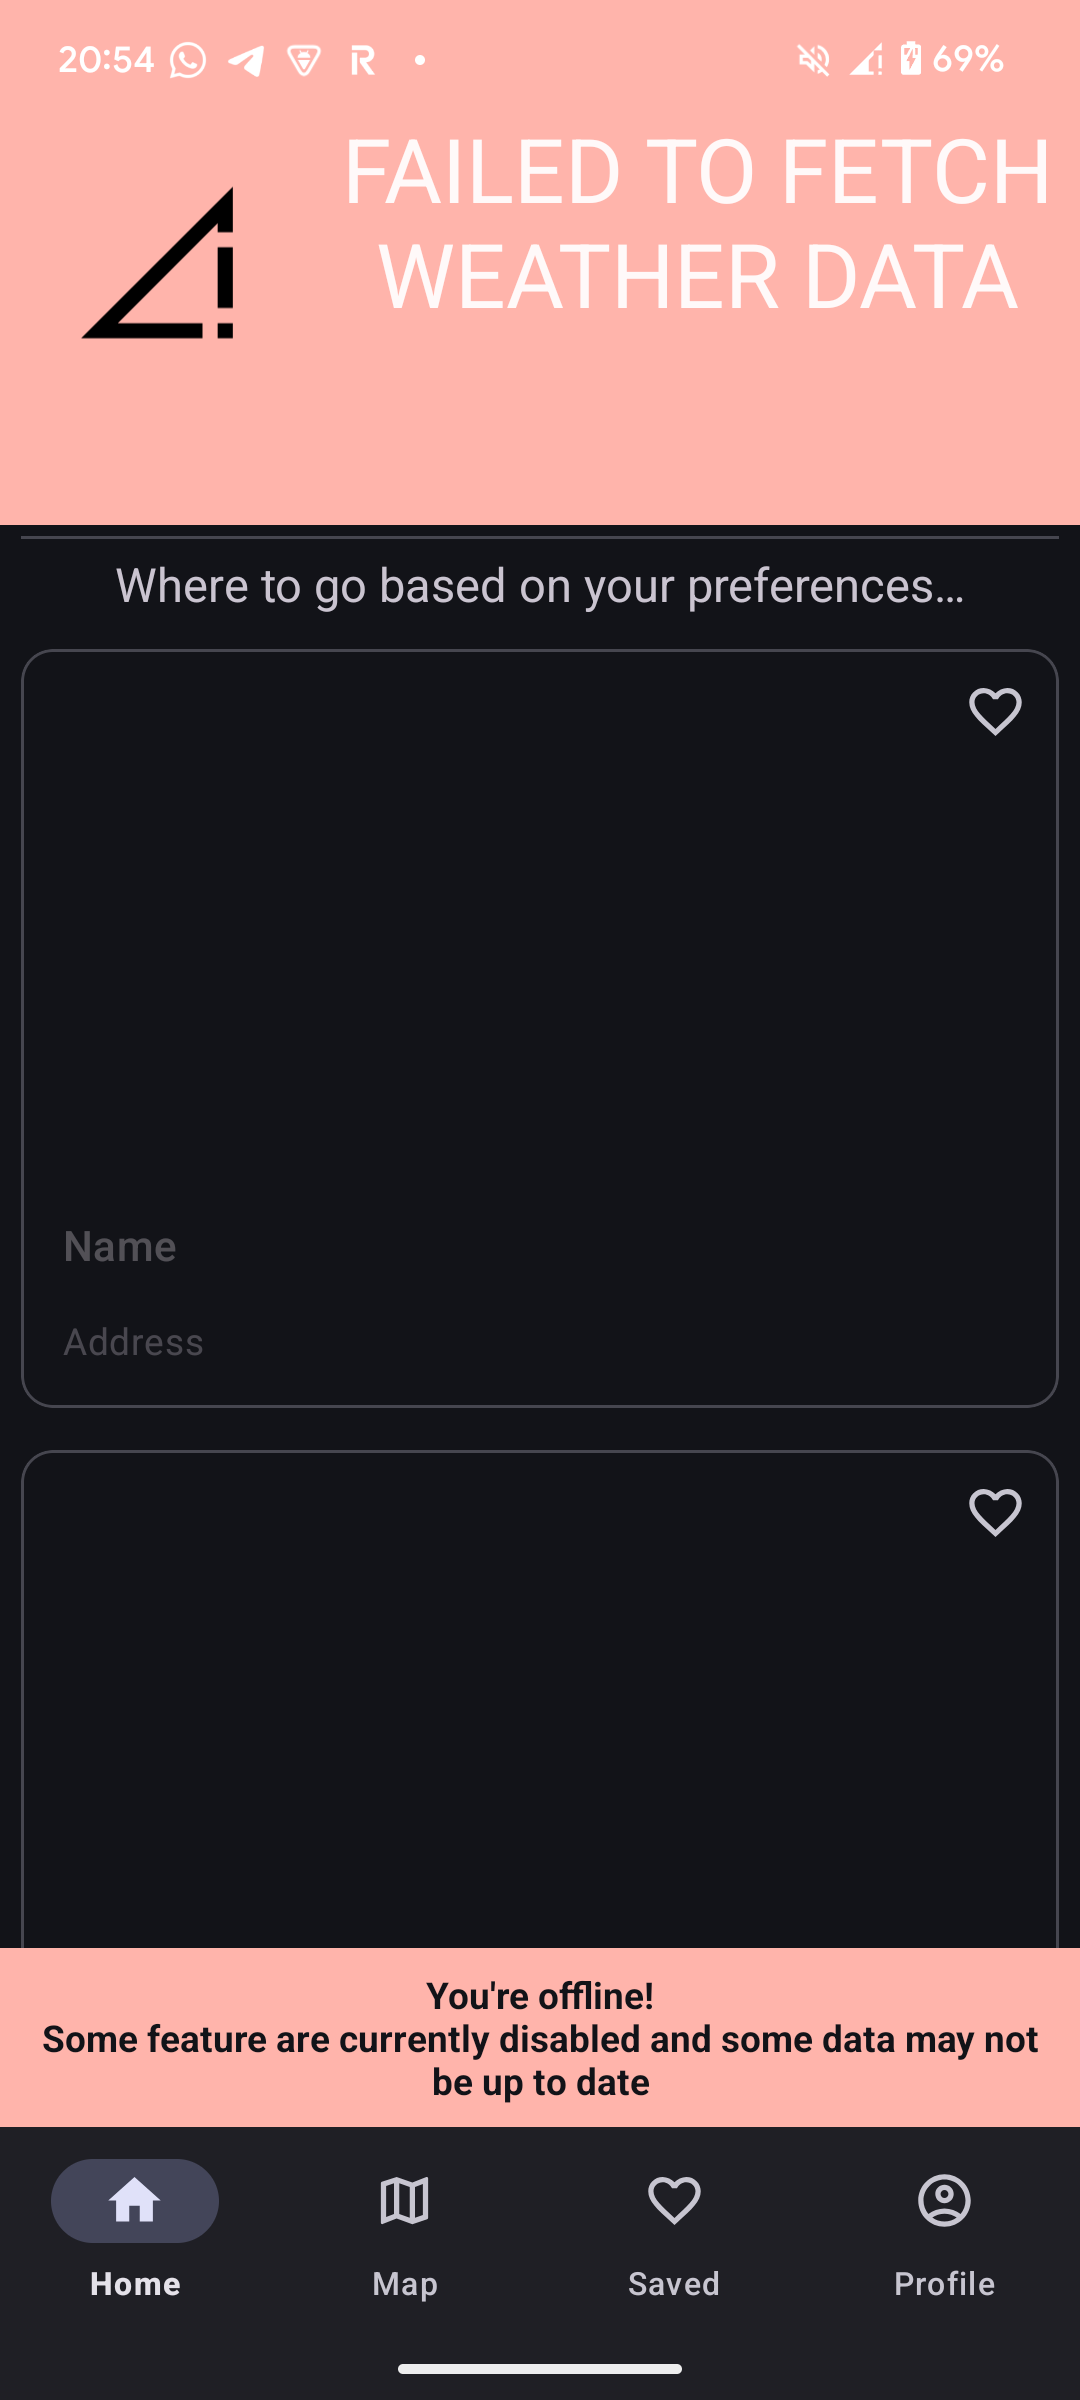 20:54
69%
FAILED TO FETCH
WEATHER DATA
Where to go based on your preferences...
Name
Address
You're offline!
Some feature are currently disabled and some data may not
be up to date
Home
Map
Saved
Profile